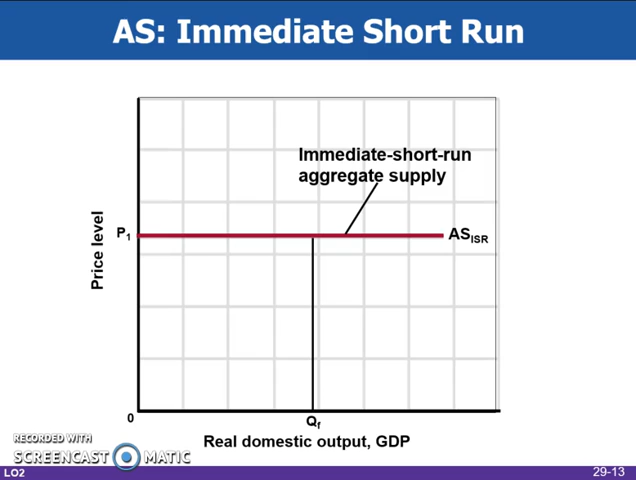 AS: Immediate Short Run
Immediate-short-run
aggregate supply
P1
ASISR
Price level
0
Qf
Real domestic output, GDP
RECORDED WITH
SCREENCAST MATIC
LO2
29-13